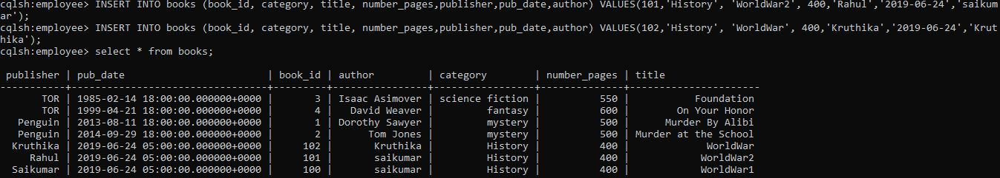 cqlsh:employee> INSERT INTO books (book_id, category, title, number_pages,publisher,pub_date,author) VALUES(101,'History', 'WorldWar2', 400,'Rahul','2019-06-24','saikum
ar');
cqlsh:employee> INSERT INTO books (book_id, category, title, number_pages,publisher,pub_date,author) VALUES(102,'History', 'WorldWar', 400,'Kruthika','2019-06-24','Krut
hika');
cqlsh:employee> select * from books;
publisher | pub_date                        | book_id | author         | category        | number_pages | title
-----------+---------------------------------+---------+----------------+-----------------+--------------+----------------------
TOR | 1985-02-14 18:00:00.000000+0000 |       3 | Isaac Asimover | science fiction |          550 |           Foundation
TOR | 1999-04-21 18:00:00.000000+0000 |       4 |   David Weaver |         fantasy |          600 |        On Your Honor
Penguin | 2013-08-11 18:00:00.000000+0000 |       1 | Dorothy Sawyer |         mystery |          500 |      Murder By Alibi
Penguin | 2014-09-29 18:00:00.000000+0000 |       2 |      Tom Jones |         mystery |          500 | Murder at the School
Kruthika | 2019-06-24 05:00:00.000000+0000 |     102 |       Kruthika |         History |          400 |             WorldWar
Rahul | 2019-06-24 05:00:00.000000+0000 |     101 |       saikumar |         History |          400 |            WorldWar2
Saikumar | 2019-06-24 05:00:00.000000+0000 |     100 |       saikumar |         History |          400 |            WorldWar1